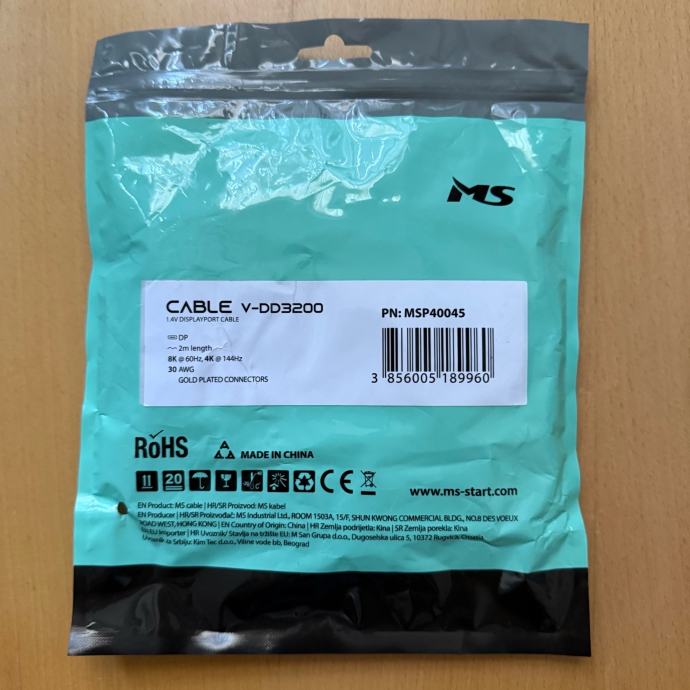 MS
CABLE V-DD3200
1.4V DISPLAYPORT CABLE
PN: MSP40045
DP
2m length
8K @ 60Hz, 4K @ 144Hz
30 AWG
GOLD PLATED CONNECTORS
3 856005 189960
RoHS
MADE IN CHINA
11 20 CE
www.ms-start.com
EN Product: MS cable | HR/SR Proizvod: MS kabel
EN Producer | HR/SR Proizvođač: MS Industrial Ltd., ROOM 1503A, 15/F, SHUN KWONG COMMERCIAL BLDG., NO.8 DES VOEUX
ROAD WEST, HONG KONG | EN Country of Origin: China | HR Zemlja podrijetla: Kina | SR Zemlja porekla: Kina
EU Importer | HR Uvoznik/ Stavlja na tržište EU: M San Grupa d.o.o., Dugoselska ulica 5, 10372 Rugvica, Croatia
za Srbiju: Kim Tec d.o.o., Viline vode bb, Beograd